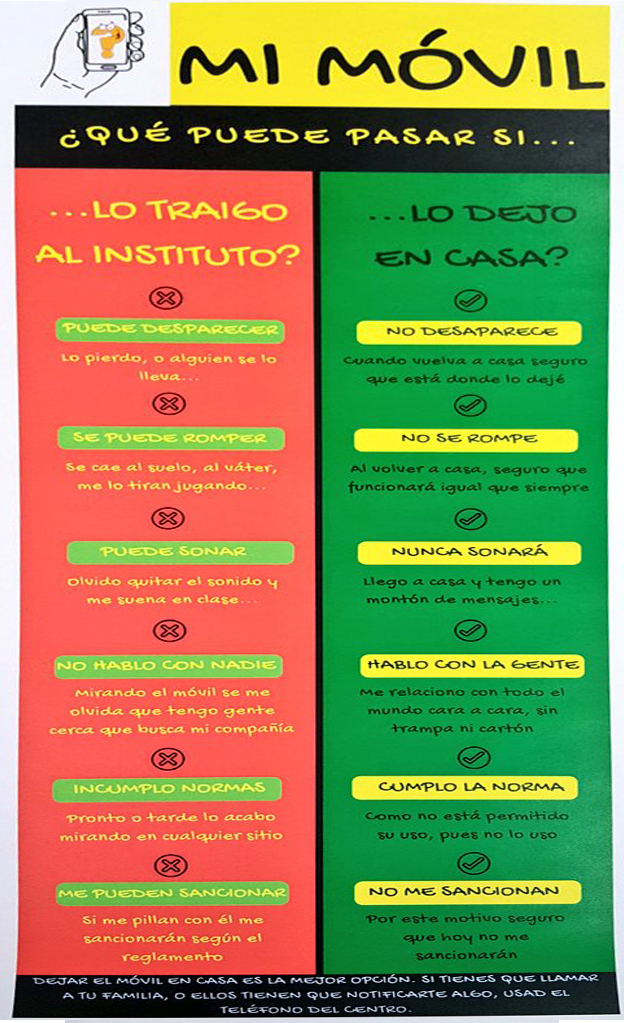 MI MÓVIL
¿QUÉ PUEDE PASAR SI...
...LO TRAIGO
AL INSTITUTO?
PUEDE DESPARECER
Lo pierdo, o alguien se lo
lleva...
SE PUEDE ROMPER
Se cae al suelo, al váter,
me lo tiran jugando...
PUEDE SONAR
Olvido quitar el sonido y
me suena en clase...
NO HABLO CON NADIE
Mirando el móvil se me
olvida que tengo gente
cerca que busca mi compañía
INCUMPLO NORMAS
Pronto o tarde lo acabo
mirando en cualquier sitio
ME PUEDEN SANCIONAR
Si me pillan con él me
sancionarán según el
reglamento
...LO DEJO
EN CASA?
NO DESAPARECE
Cuando vuelva a casa seguro
que está donde lo dejé
NO SE ROMPE
Al volver a casa, seguro que
funcionará igual que siempre
NUNCA SONARÁ
Llego a casa y tengo un
montón de mensajes...
HABLO CON LA GENTE
Me relaciono con todo el
mundo cara a cara, sin
trampa ni cartón
CUMPLO LA NORMA
Como no está permitido
su uso, pues no lo uso
NO ME SANCIONAN
Por este motivo seguro
que hoy no me
sancionarán
DEJAR EL MÓVIL EN CASA ES LA MEJOR OPCIÓN. SI TIENES QUE LLAMAR
A TU FAMILIA, O ELLOS TIENEN QUE NOTIFICARTE ALGO, USAD EL
TELÉFONO DEL CENTRO.